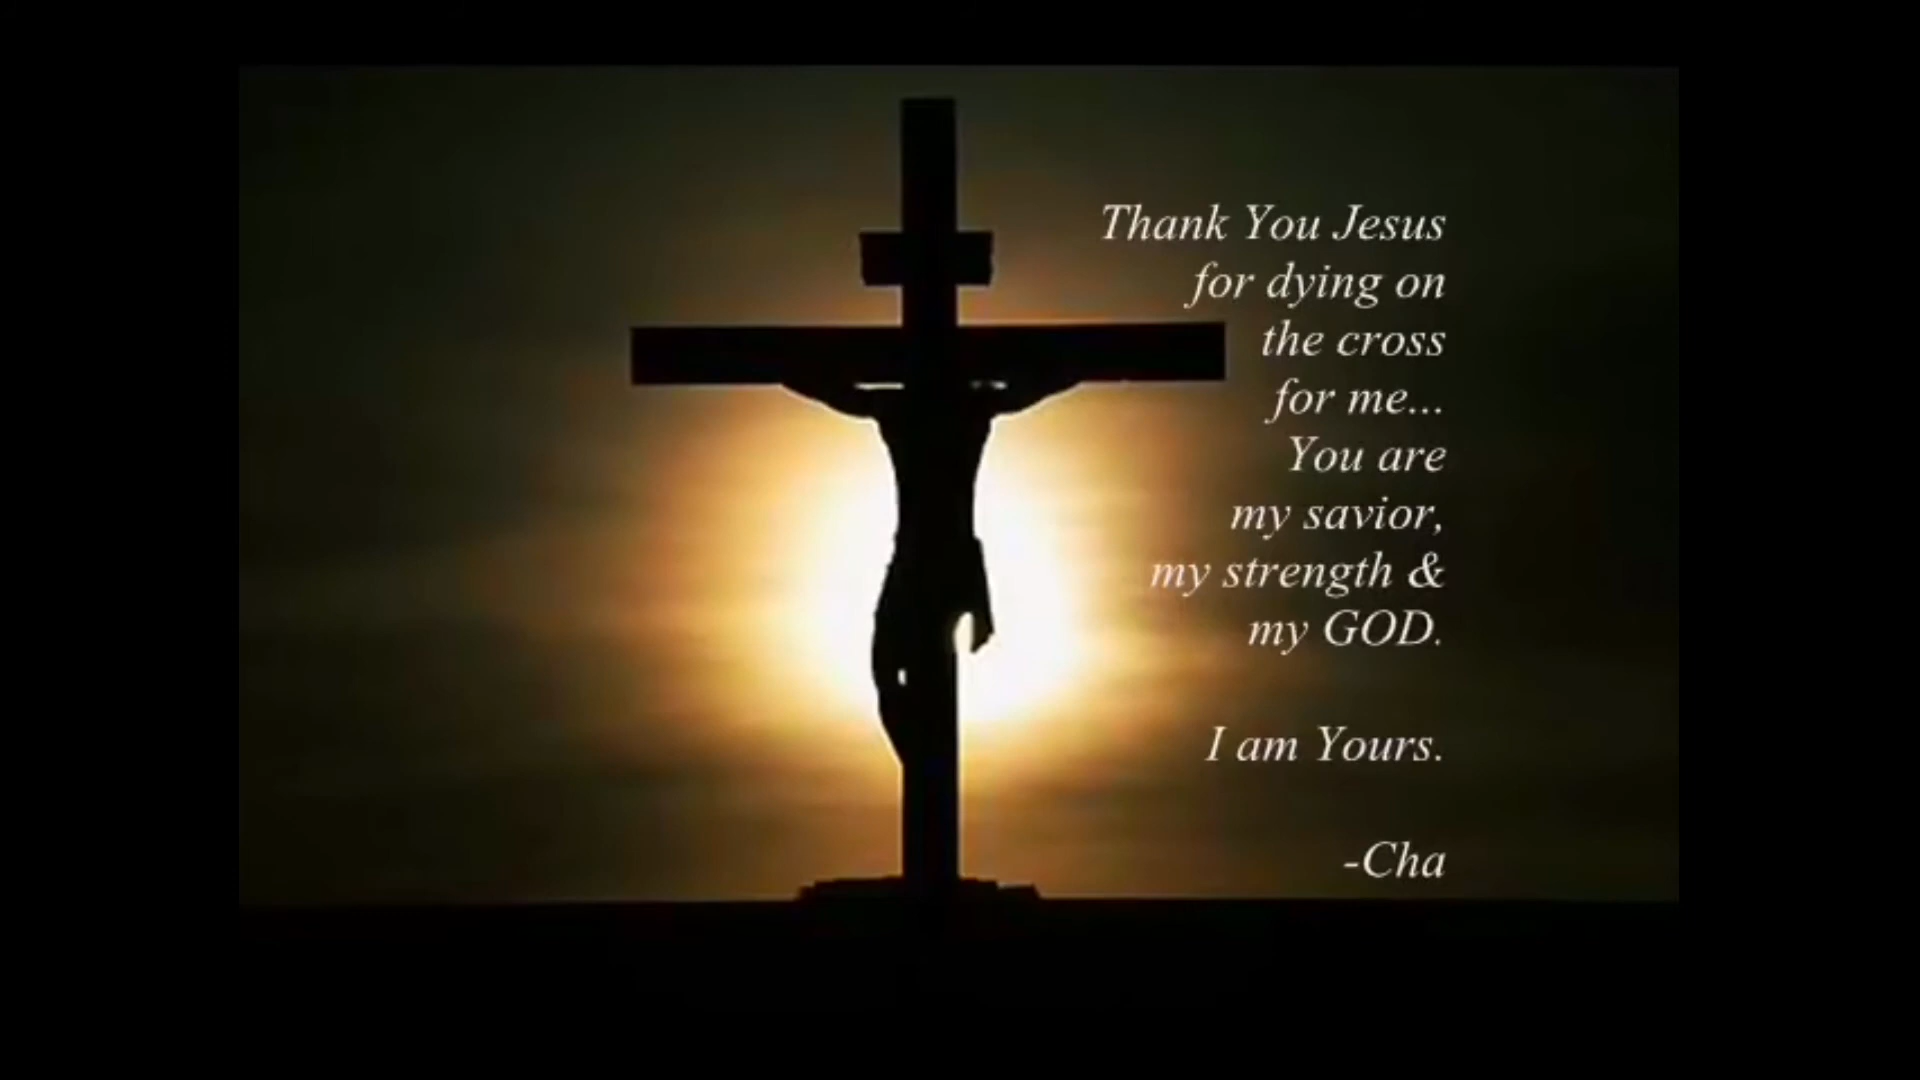 Thank You Jesus
for dying on
the cross
for me...
You are
my savior,
my strength &
my GOD.
I am Yours.
-Cha